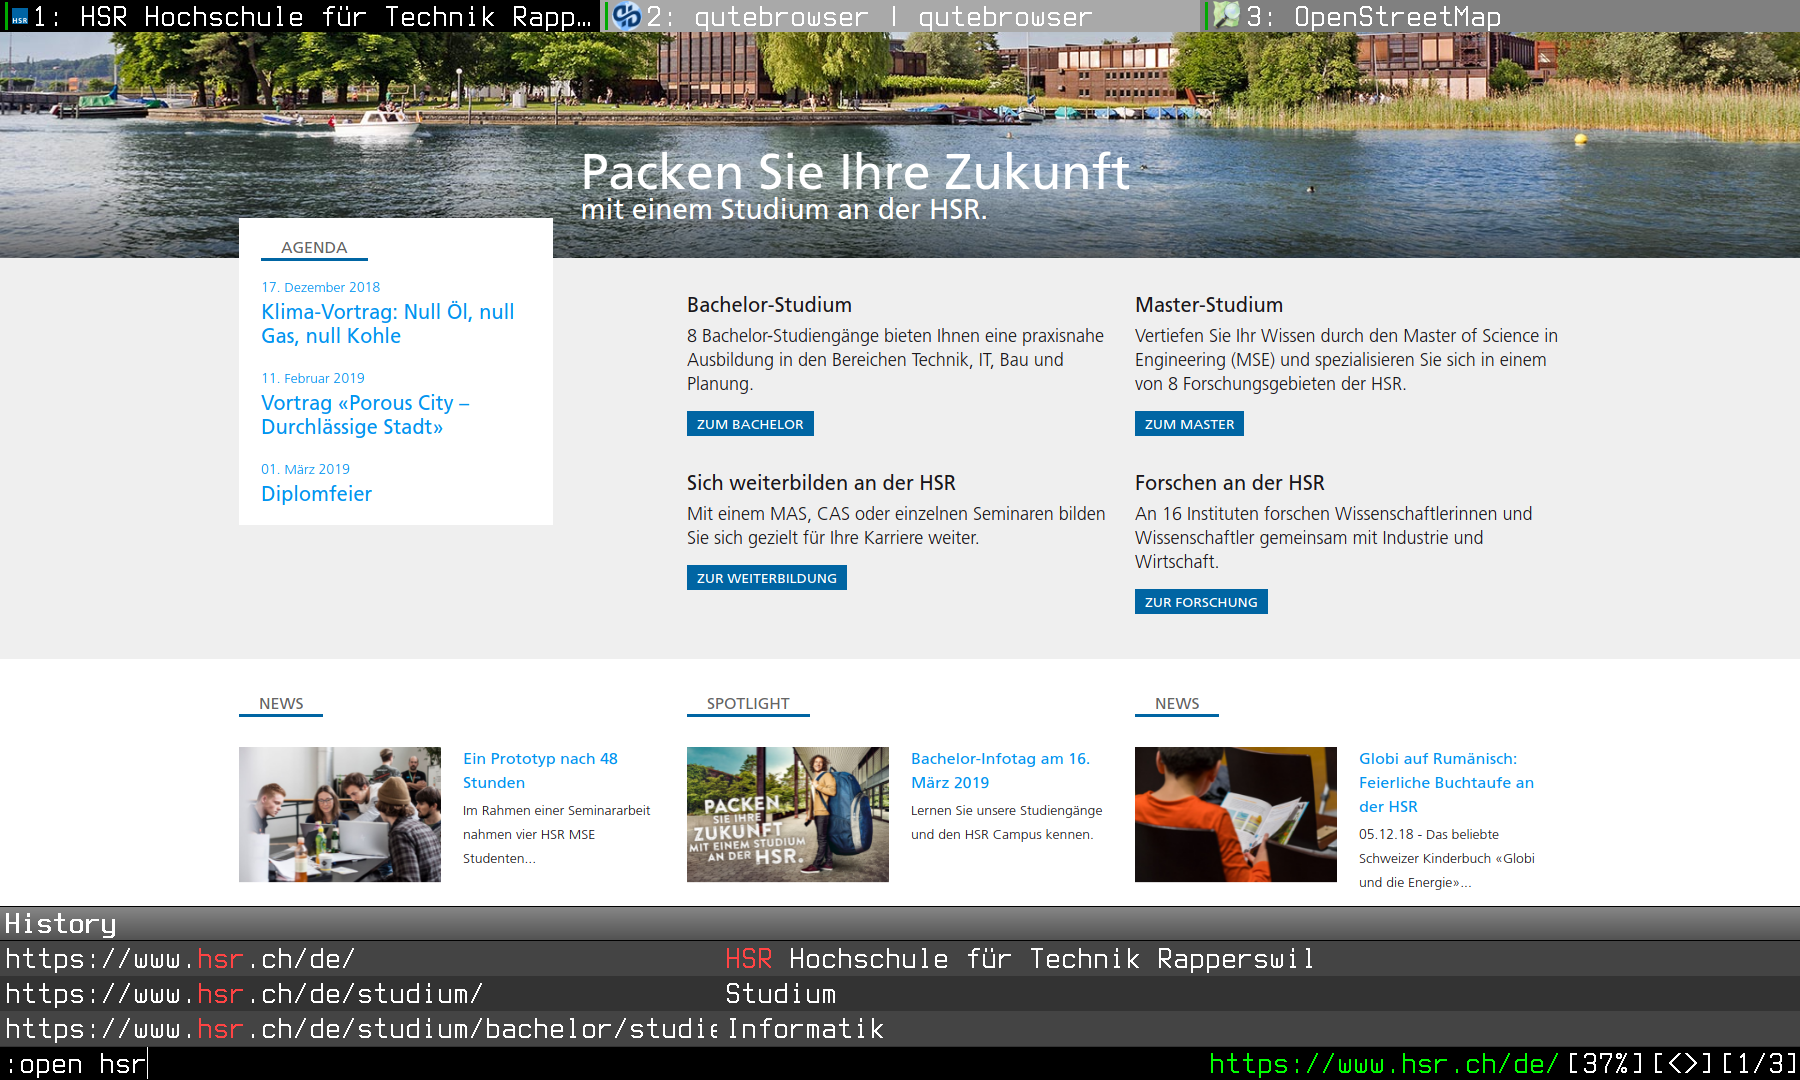 1: HSR Hochschule für Technik Rapp…
2: qutebrowser | qutebrowser
3: OpenStreetMap
Packen Sie Ihre Zukunft
mit einem Studium an der HSR.
AGENDA
17. Dezember 2018
Klima-Vortrag: Null Öl, null
Gas, null Kohle
11. Februar 2019
Vortrag «Porous City –
Durchlässige Stadt»
01. März 2019
Diplomfeier
Bachelor-Studium
8 Bachelor-Studiengänge bieten Ihnen eine praxisnahe
Ausbildung in den Bereichen Technik, IT, Bau und
Planung.
ZUM BACHELOR
Master-Studium
Vertiefen Sie Ihr Wissen durch den Master of Science in
Engineering (MSE) und spezialisieren Sie sich in einem
von 8 Forschungsgebieten der HSR.
ZUM MASTER
Sich weiterbilden an der HSR
Mit einem MAS, CAS oder einzelnen Seminaren bilden
Sie sich gezielt für Ihre Karriere weiter.
ZUR WEITERBILDUNG
Forschen an der HSR
An 16 Instituten forschen Wissenschaftlerinnen und
Wissenschaftler gemeinsam mit Industrie und
Wirtschaft.
ZUR FORSCHUNG
NEWS
Ein Prototyp nach 48
Stunden
Im Rahmen einer Seminararbeit
nahmen vier HSR MSE
Studenten...
SPOTLIGHT
PACKEN
SIE IHRE
ZUKUNFT
MIT EINEM STUDIUM
AN DER HSR.
Bachelor-Infotag am 16.
März 2019
Lernen Sie unsere Studiengänge
und den HSR Campus kennen.
NEWS
Globi auf Rumänisch:
Feierliche Buchtaufe an
der HSR
05.12.18 - Das beliebte
Schweizer Kinderbuch «Globi
und die Energie»...
History
https://www.hsr.ch/de/ HSR Hochschule für Technik Rapperswil
https://www.hsr.ch/de/studium/ Studium
https://www.hsr.ch/de/studium/bachelor/studie Informatik
:open hsr
https://www.hsr.ch/de/ [37%][<>][1/3]